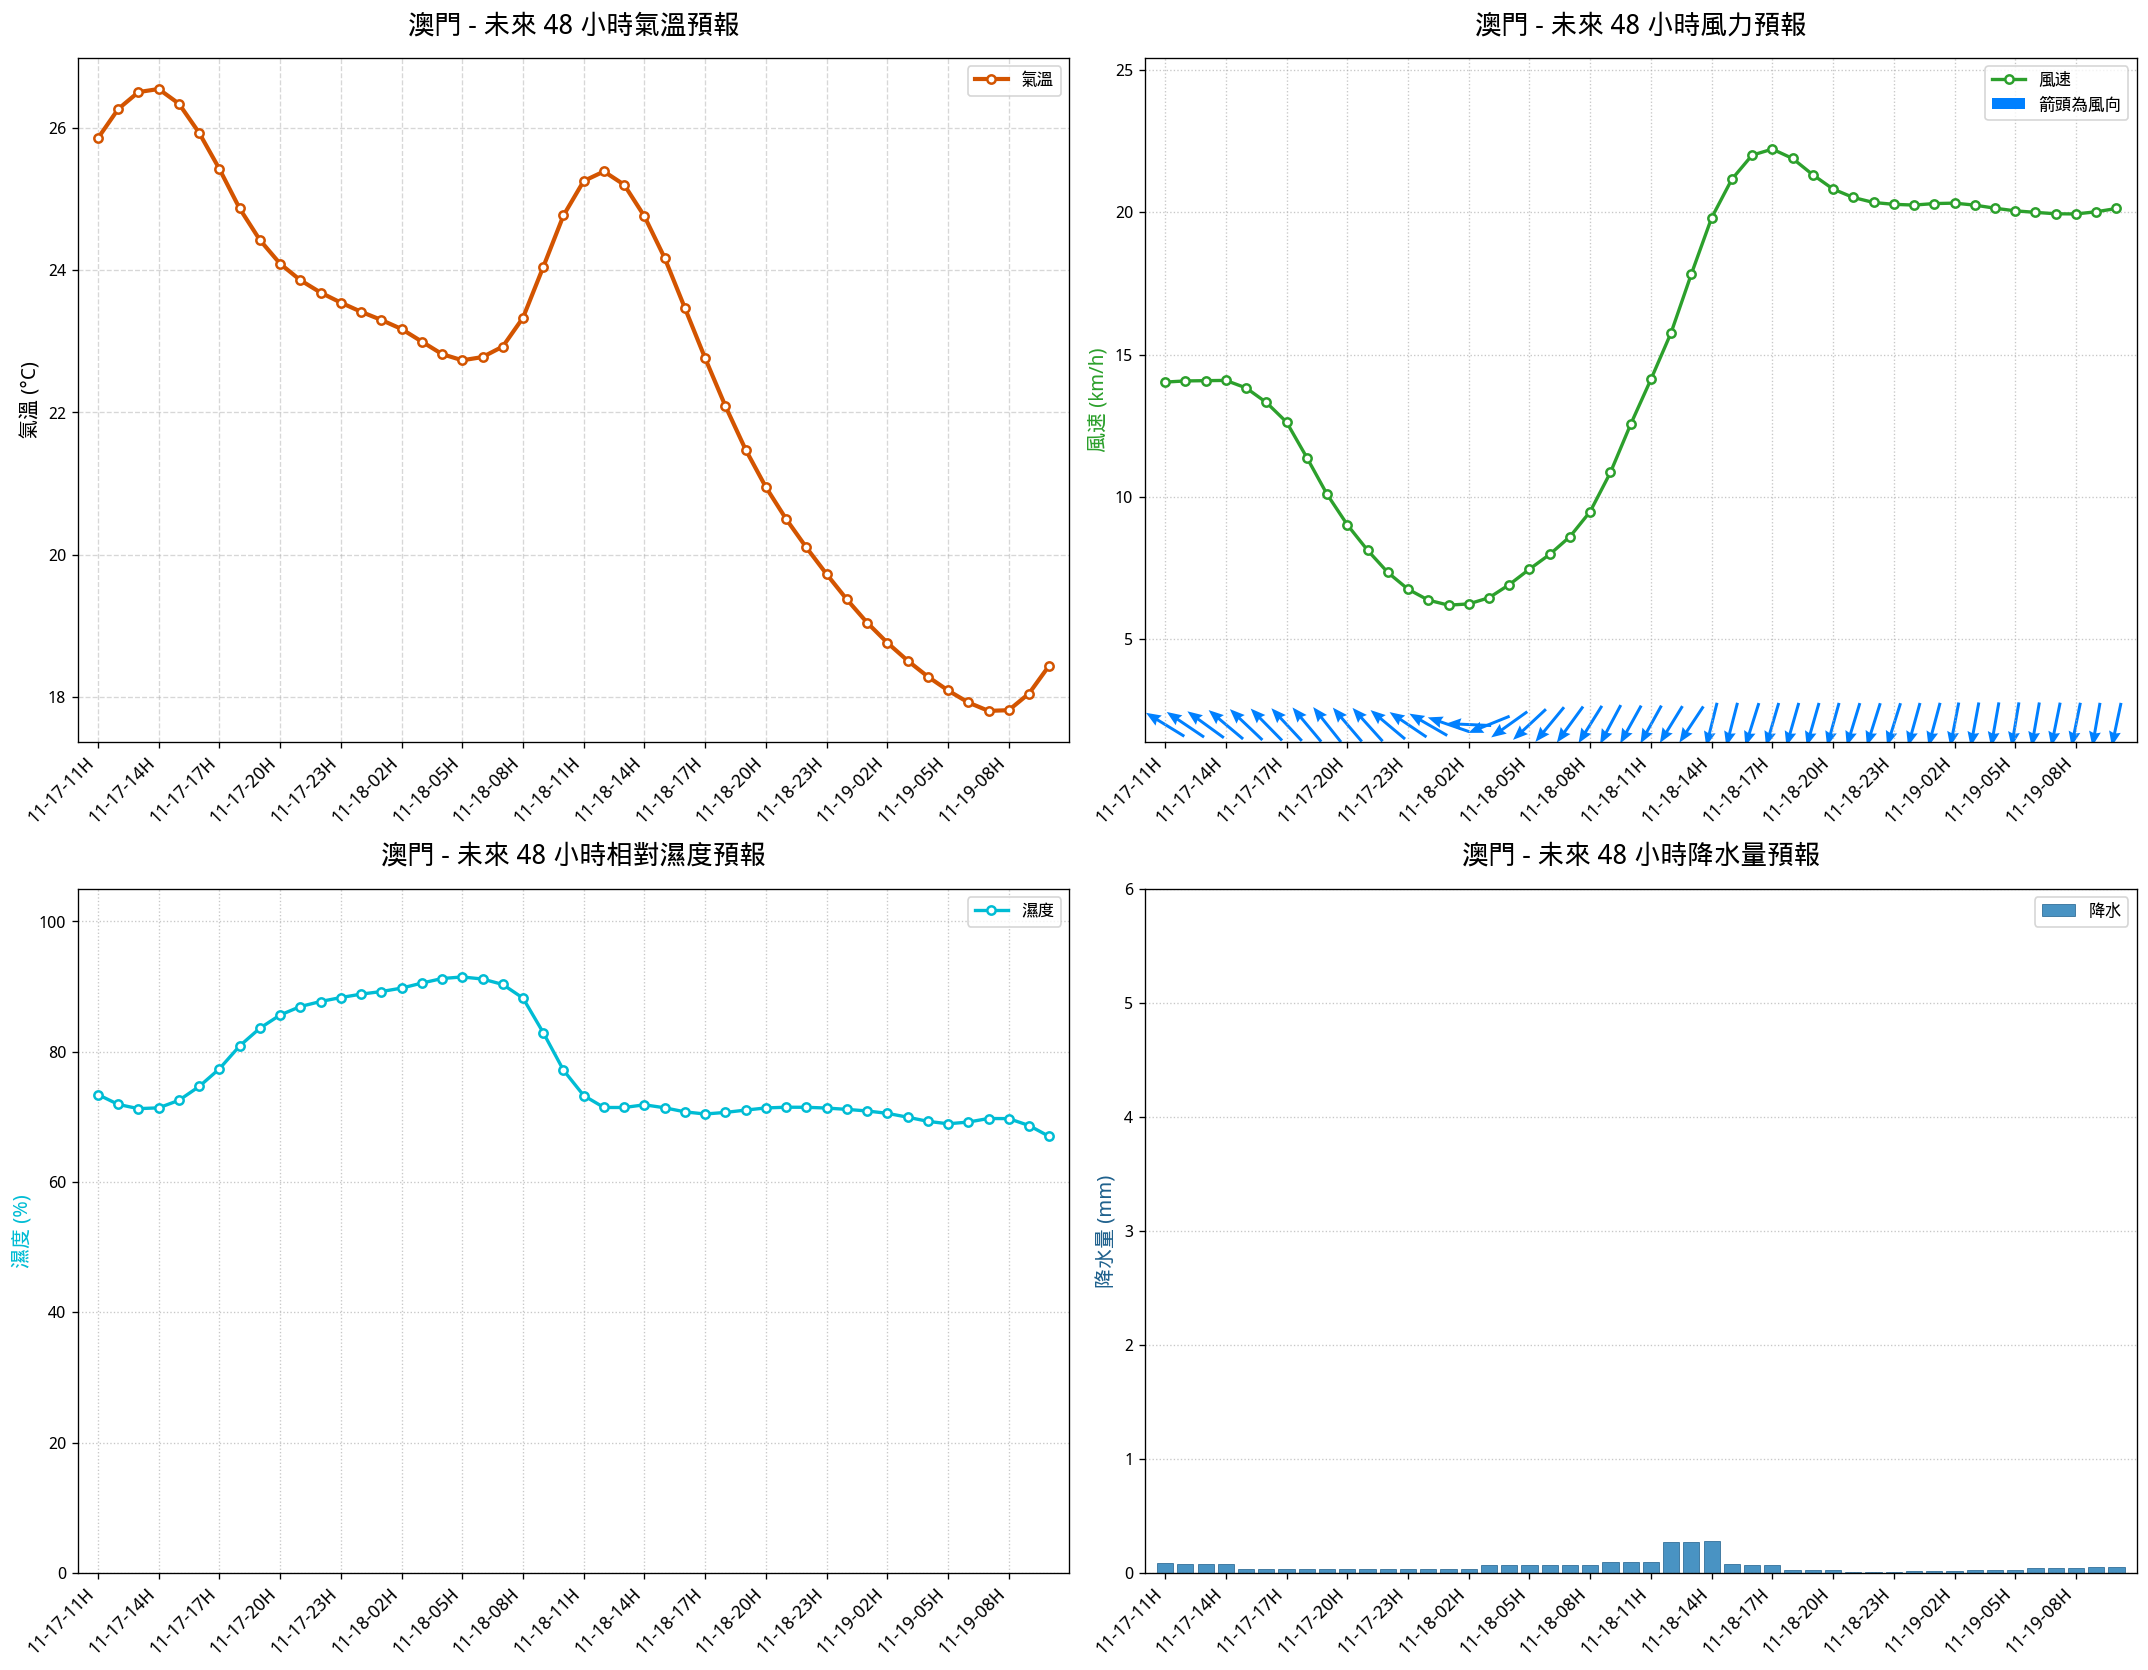 澳門 - 未來 48 小時氣溫預報
氣溫
氣溫 (°C)
26
24
22
20
18
11-17-11H
11-17-14H
11-17-17H
11-17-20H
11-17-23H
11-18-02H
11-18-05H
11-18-08H
11-18-11H
11-18-14H
11-18-17H
11-18-20H
11-18-23H
11-19-02H
11-19-05H
11-19-08H
澳門 - 未來 48 小時風力預報
風速
箭頭為風向
風速 (km/h)
25
20
15
10
5
11-17-11H
11-17-14H
11-17-17H
11-17-20H
11-17-23H
11-18-02H
11-18-05H
11-18-08H
11-18-11H
11-18-14H
11-18-17H
11-18-20H
11-18-23H
11-19-02H
11-19-05H
11-19-08H
澳門 - 未來 48 小時相對濕度預報
濕度
濕度 (%)
100
80
60
40
20
0
11-17-11H
11-17-14H
11-17-17H
11-17-20H
11-17-23H
11-18-02H
11-18-05H
11-18-08H
11-18-11H
11-18-14H
11-18-17H
11-18-20H
11-18-23H
11-19-02H
11-19-05H
11-19-08H
澳門 - 未來 48 小時降水量預報
降水
降水量 (mm)
6
5
4
3
2
1
0
11-17-11H
11-17-14H
11-17-17H
11-17-20H
11-17-23H
11-18-02H
11-18-05H
11-18-08H
11-18-11H
11-18-14H
11-18-17H
11-18-20H
11-18-23H
11-19-02H
11-19-05H
11-19-08H